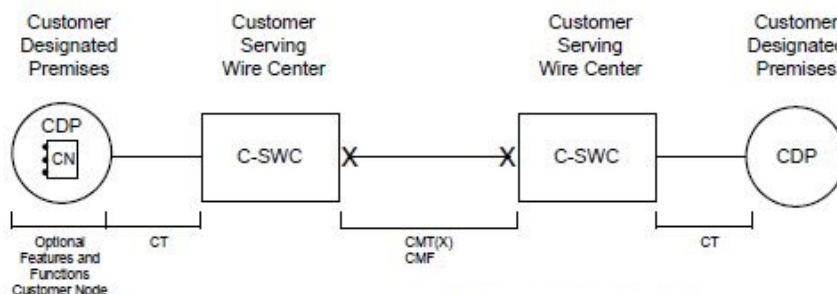 Customer
Designated
Premises
Customer
Serving
Wire Center
Customer
Serving
Wire Center
Customer
Designated
Premises
CDP
CN
C-SWC
X
X
C-SWC
CDP
Optional
Features and
Functions
Customer Node
CT
CMT(X)
CMF
CT